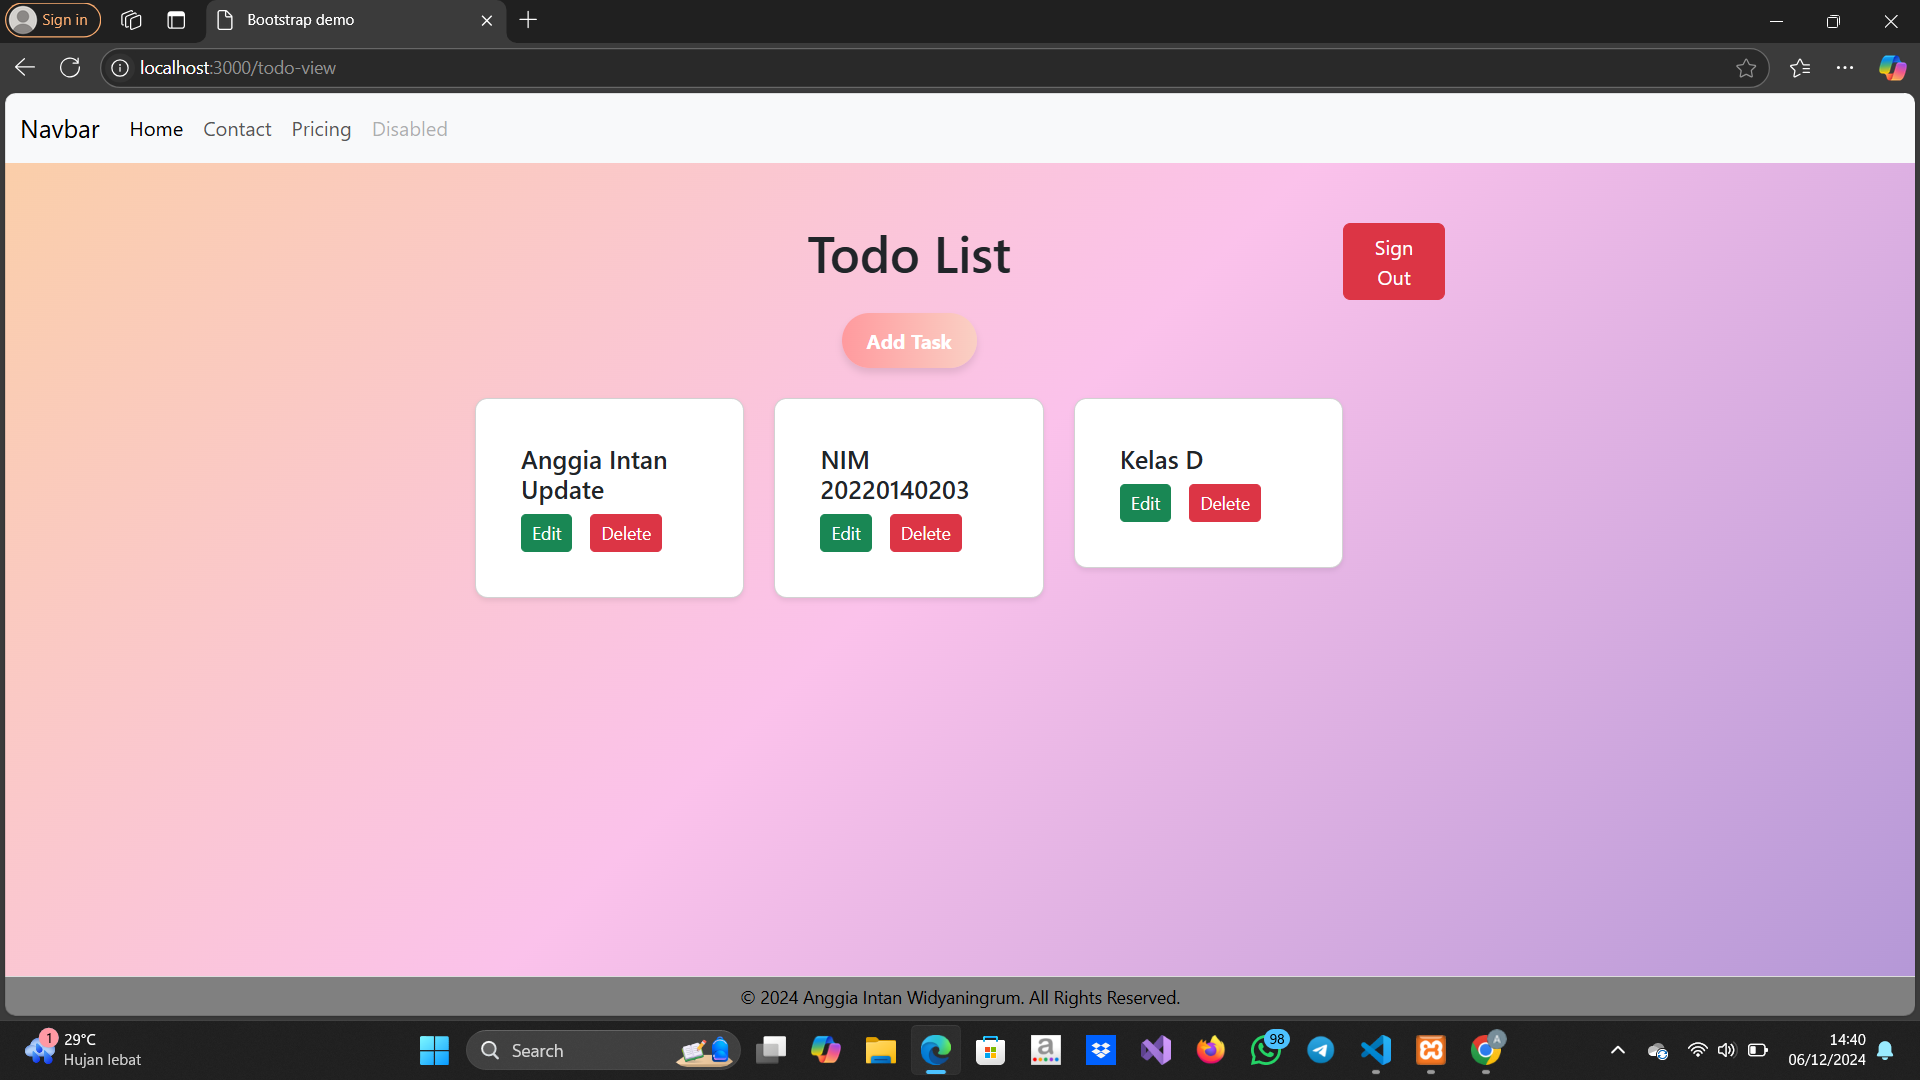 Sign in
Bootstrap demo
localhost:3000/todo-view
Navbar Home Contact Pricing Disabled
Todo List
Sign
Out
Add Task
Anggia Intan
Update
Edit Delete
NIM
20220140203
Edit Delete
Kelas D
Edit Delete
© 2024 Anggia Intan Widyaningrum. All Rights Reserved.
1
29°C
Hujan lebat
Search
a
98
A
14:40
06/12/2024